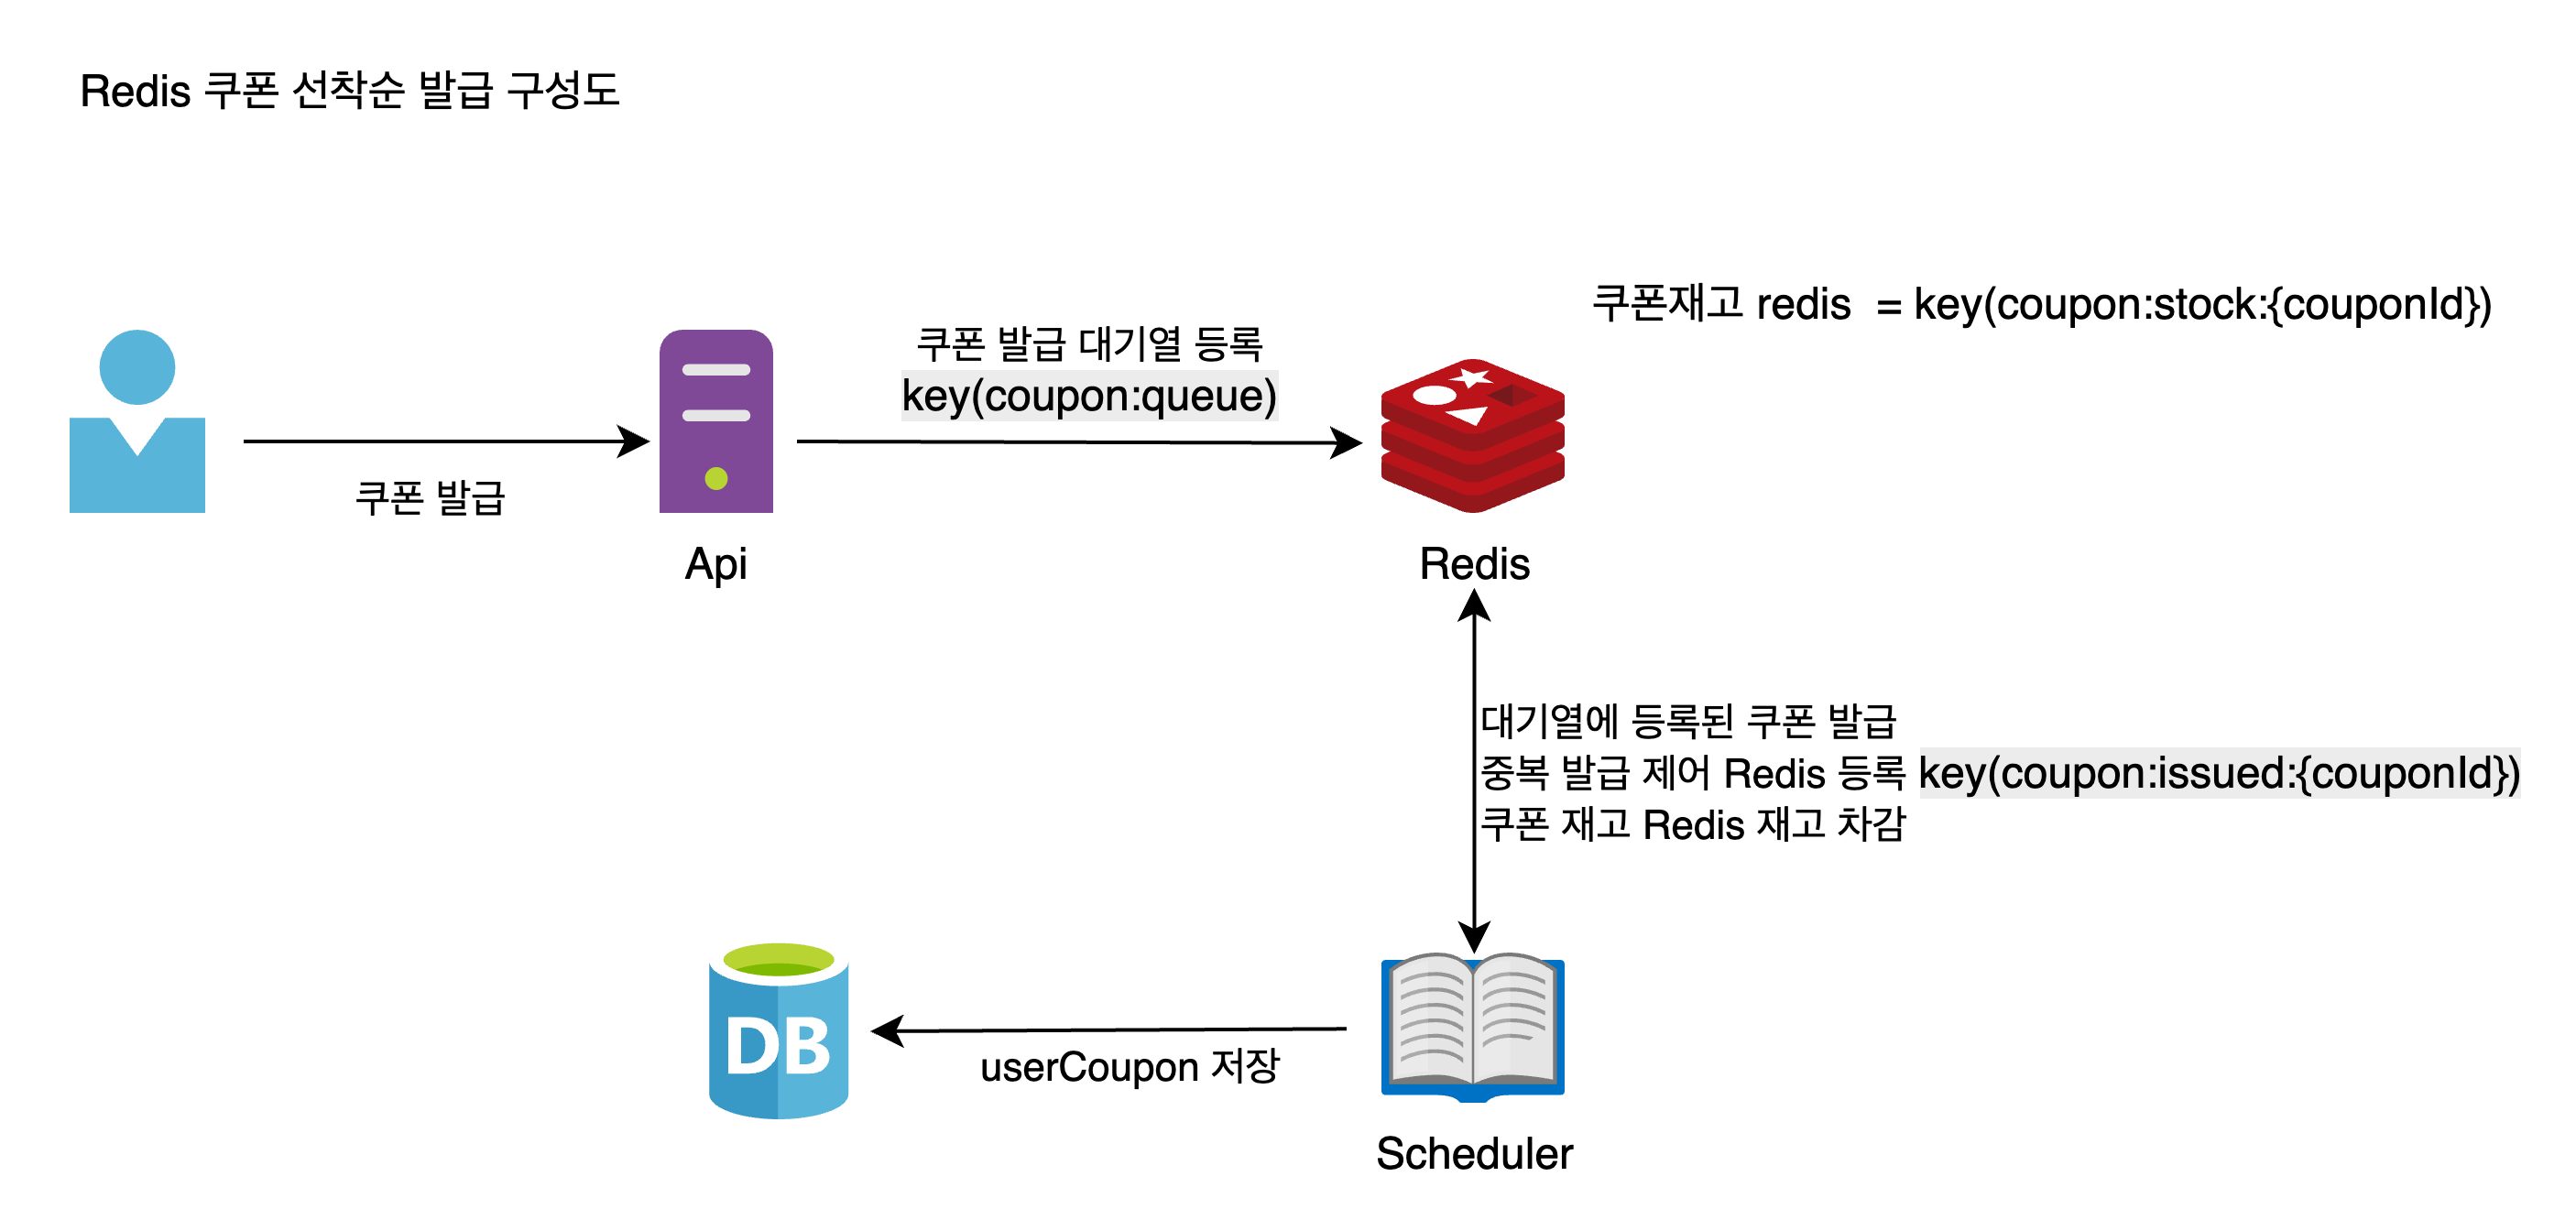 Redis 쿠폰 선착순 발급 구성도
쿠폰재고 redis  = key(coupon:stock:{couponId})
쿠폰 발급 대기열 등록
key(coupon:queue)
쿠폰 발급
Api
Redis
대기열에 등록된 쿠폰 발급
중복 발급 제어 Redis 등록 key(coupon:issued:{couponId})
쿠폰 재고 Redis 재고 차감
DB
userCoupon 저장
Scheduler